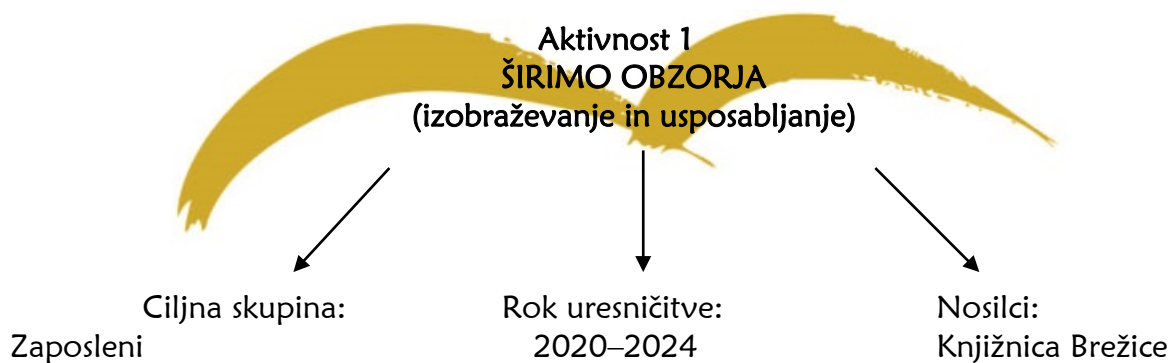 Aktivnost 1
ŠIRIMO OBZORJA
(izobraževanje in usposabljanje)
Ciljna skupina:
Zaposleni
Rok uresničitve:
2020–2024
Nosilci:
Knjižnica Brežice